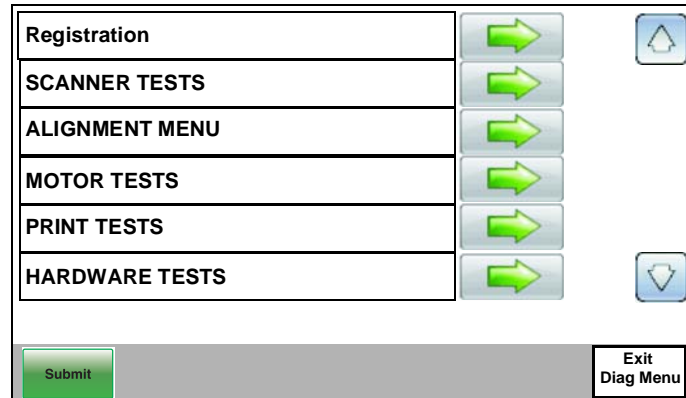 Registration
SCANNER TESTS
ALIGNMENT MENU
MOTOR TESTS
PRINT TESTS
HARDWARE TESTS
Submit
Exit
Diag Menu